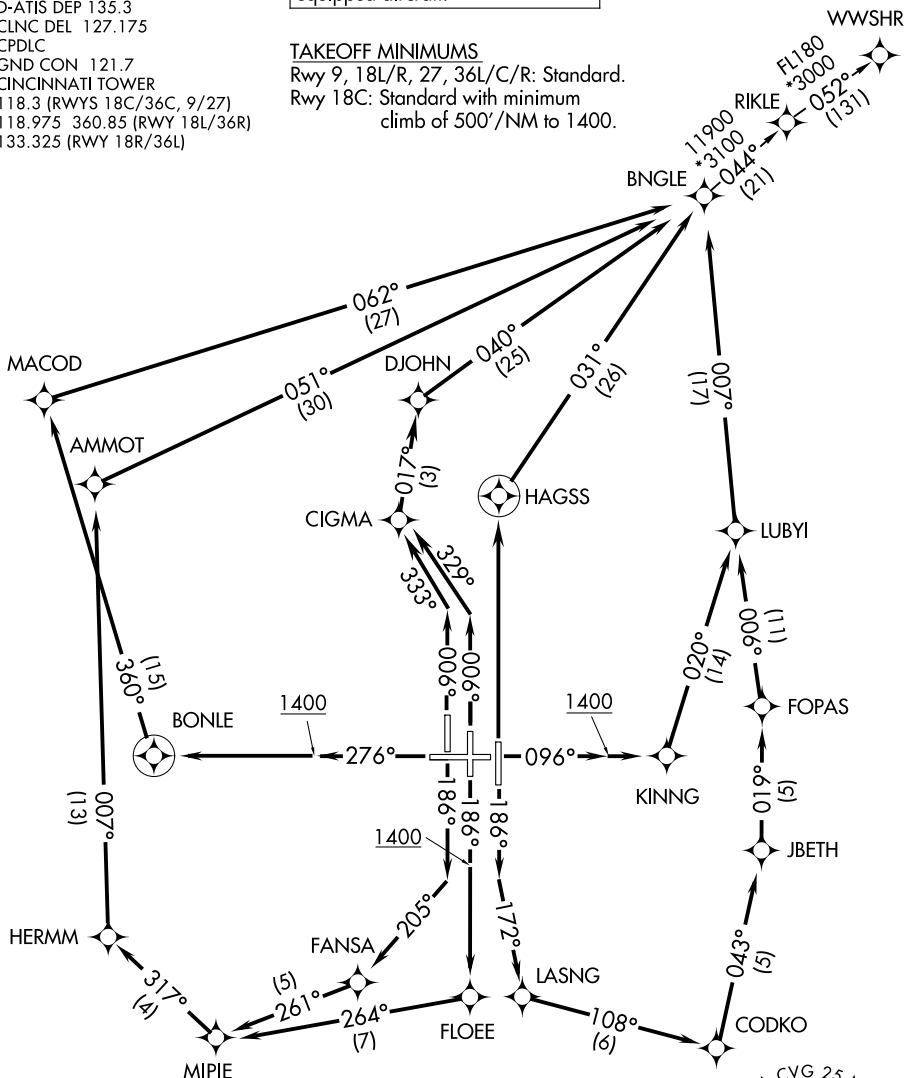 D-ATIS DEP 135.3
CLNC DEL 127.175
CPDLC
GND CON 121.7
CINCINNATI TOWER
118.3 (RWYS 18C/36C, 9/27)
118.975 360.85 (RWY 18L/36R)
133.325 (RWY 18R/36L)
TAKEOFF MINIMUMS
Rwy 9, 18L/R, 27, 36L/C/R: Standard.
Rwy 18C: Standard with minimum
climb of 500'/NM to 1400.
WWSHR
FL180
*3000
052°
(131)
RIKLE
11900
*3100
044°
(21)
BNGLE
062°
(27)
051°
(30)
040°
(25)
031°
(26)
007°
(17)
MACOD
AMMOT
DJOHN
017°
(3)
CIGMA
HAGSS
LUBYI
333°
329°
006°
006°
020°
(14)
006°
(11)
FOPAS
360°
(15)
BONLE
1400
276°
096°
1400
KINNG
019°
(5)
JBETH
007°
(13)
186°
186°
186°
1400
HERMM
205°
FANSA
172°
LASNG
043°
(5)
317°
(4)
(5)
261°
264°
(7)
FLOEE
108°
(6)
CODKO
MIPIE
CVG 25